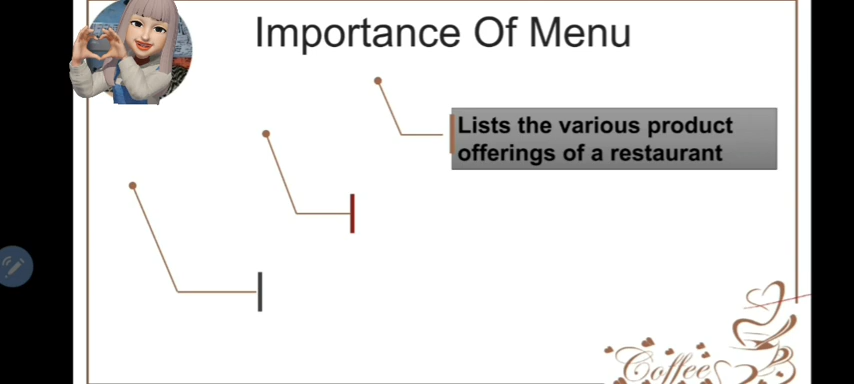 Importance Of Menu
Lists the various product
offerings of a restaurant
Coffee